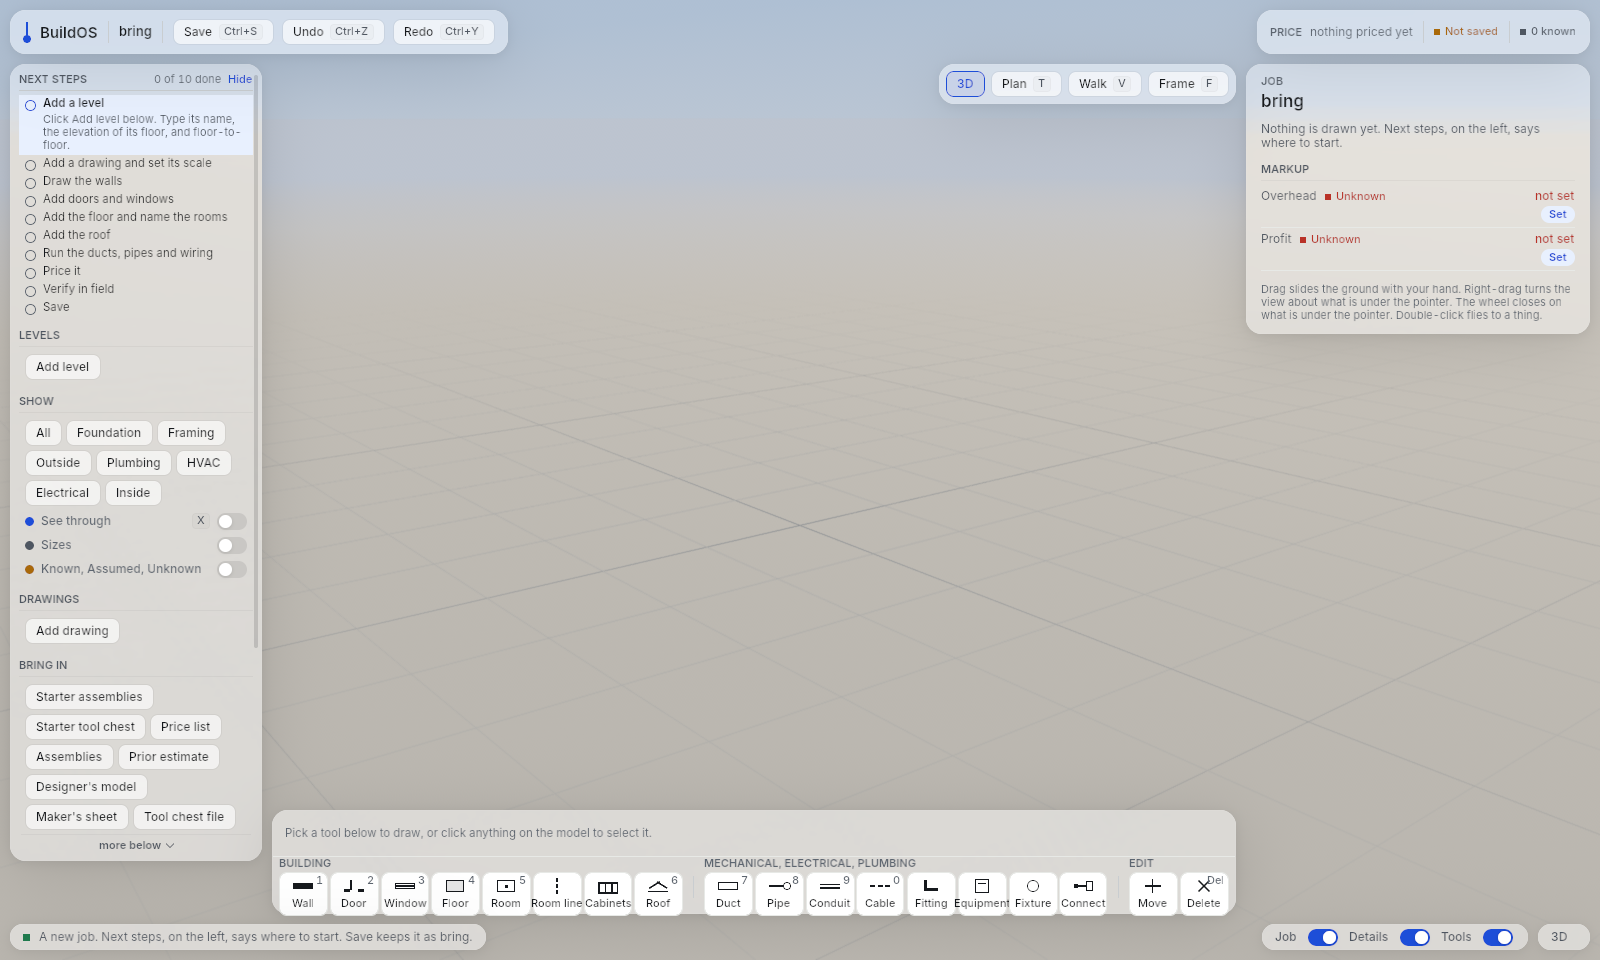 BuildOS bring Save Ctrl+S Undo Ctrl+Z Redo Ctrl+Y
PRICE nothing priced yet Not saved 0 known
NEXT STEPS 0 of 10 done Hide
Add a level
Click Add level below. Type its name,
the elevation of its floor, and floor-to-
floor.
Add a drawing and set its scale
Draw the walls
Add doors and windows
Add the floor and name the rooms
Add the roof
Run the ducts, pipes and wiring
Price it
Verify in field
Save
LEVELS
Add level
SHOW
All Foundation Framing
Outside Plumbing HVAC
Electrical Inside
See through X
Sizes
Known, Assumed, Unknown
DRAWINGS
Add drawing
BRING IN
Starter assemblies
Starter tool chest Price list
Assemblies Prior estimate
Designer's model
Maker's sheet Tool chest file
more below
3D Plan T Walk V Frame F
JOB
bring
Nothing is drawn yet. Next steps, on the left, says
where to start.
MARKUP
Overhead Unknown not set
Set
Profit Unknown not set
Set
Drag slides the ground with your hand. Right-drag turns the
view about what is under the pointer. The wheel closes on
what is under the pointer. Double-click flies to a thing.
Pick a tool below to draw, or click anything on the model to select it.
BUILDING MECHANICAL, ELECTRICAL, PLUMBING EDIT
1 2 3 4 5 6 7 8 9 0 Del
Wall Door Window Floor Room Room line Cabinets Roof Duct Pipe Conduit Cable Fitting Equipment Fixture Connect Move Delete
A new job. Next steps, on the left, says where to start. Save keeps it as bring.
Job Details Tools 3D